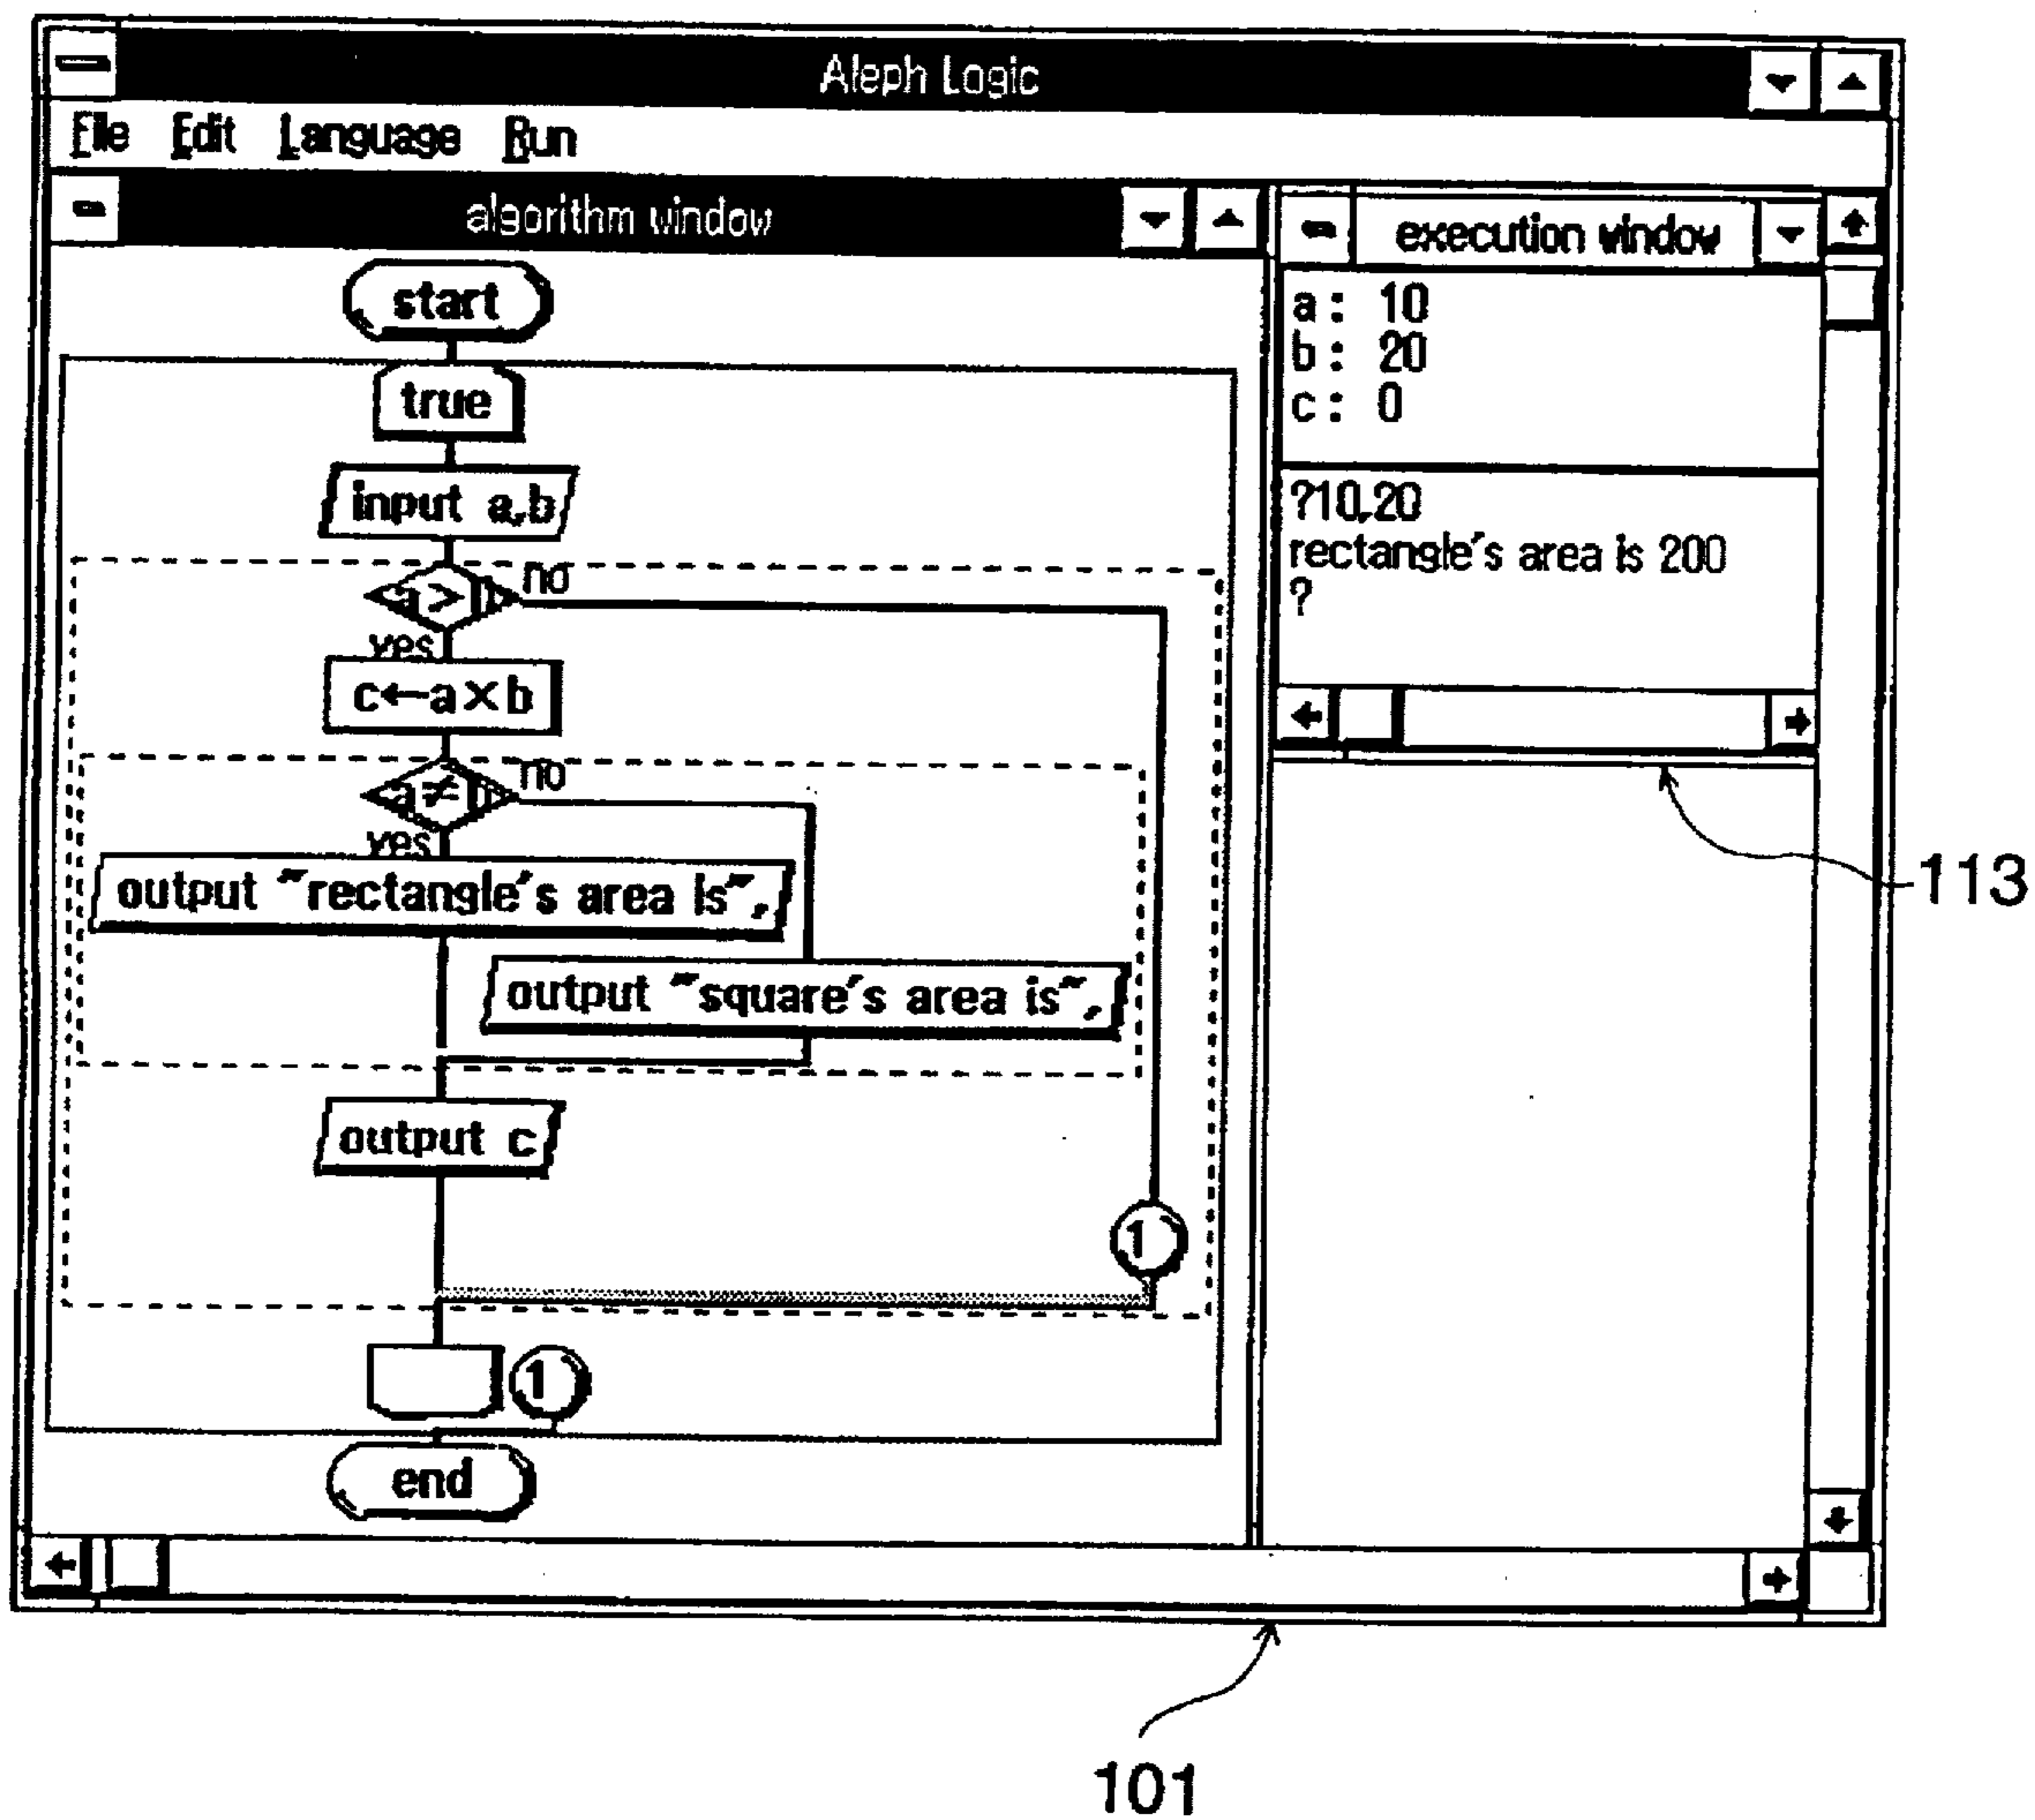 Aleph Logic
File Edit Language Run
algorithm window
start
true
input a,b
no
yes
c←a×b
no
yes
output "rectangle's area is",
output "square's area is",
output c
1
1
end
execution window
a: 10
b: 20
c: 0
?10,20
rectangle's area is 200
?
113
101